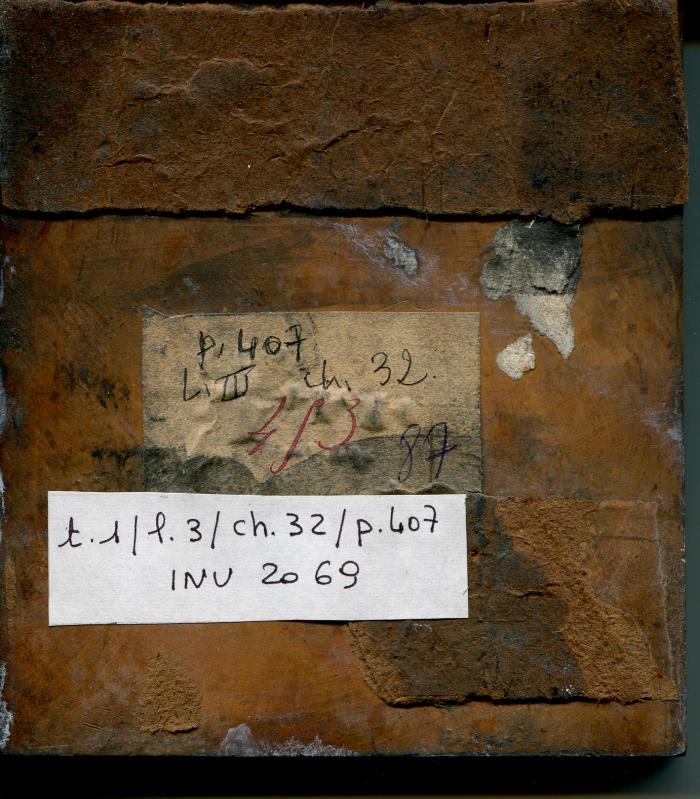 p. 407
L. III ch. 32.
4/3
87
t.1/l.3/ch.32/p.407
INV 2069